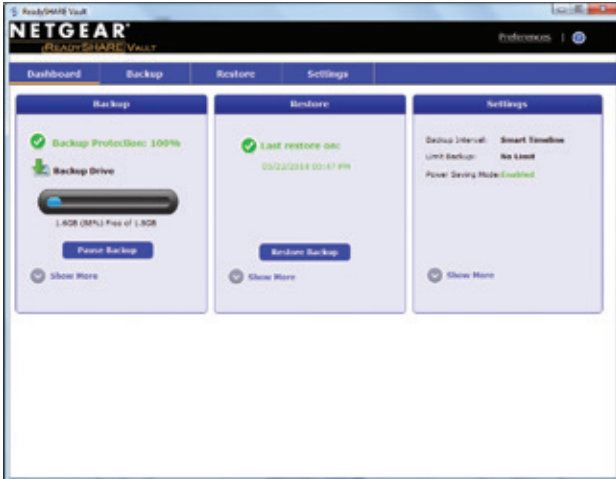 ReadySHARE Vault
NETGEAR®
READYSHARE VAULT
Preferences | ?
Dashboard Backup Restore Settings
Backup
Backup Protection: 100%
Backup Drive
1.6GB (88%) Free of 1.8GB
Pause Backup
Show More
Restore
Last restore on:
Restore Backup
Show More
Settings
Backup Interval: Smart Timeline
Limit Backup: No Limit
Power Saving Mode: Enabled
Show More